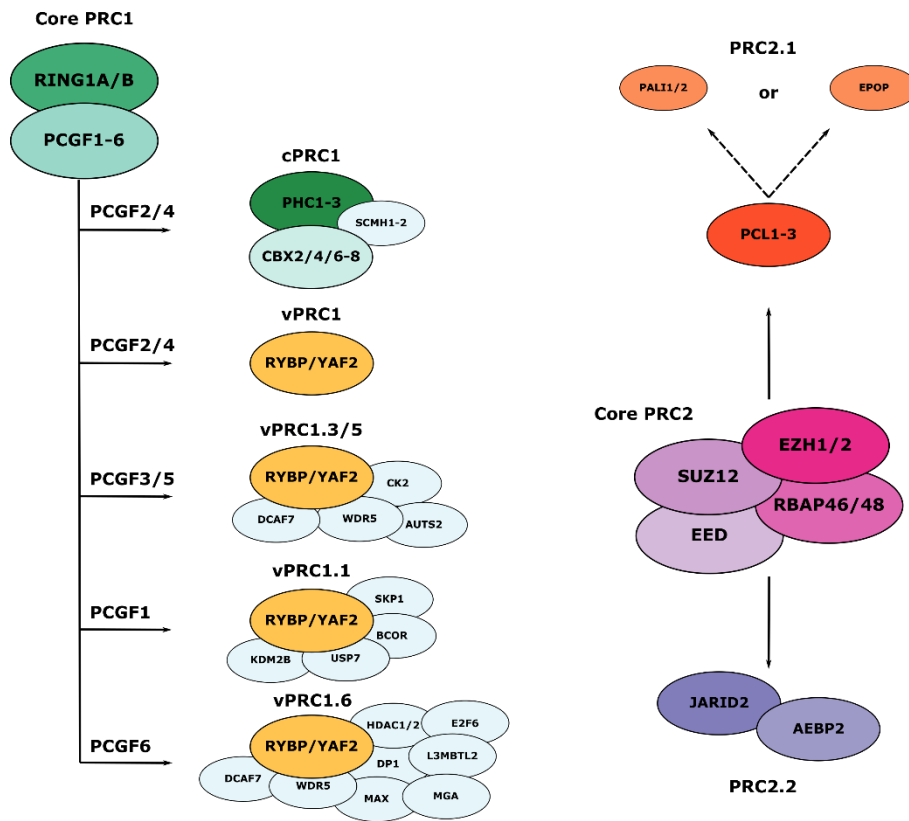 Core PRC1
RING1A/B
PCGF1-6
PCGF2/4
cPRC1
PHC1-3
SCMH1-2
CBX2/4/6-8
PCGF2/4
vPRC1
RYBP/YAF2
PCGF3/5
vPRC1.3/5
RYBP/YAF2
CK2
DCAF7
WDR5
AUTS2
PCGF1
vPRC1.1
SKP1
RYBP/YAF2
BCOR
KDM2B
USP7
PCGF6
vPRC1.6
HDAC1/2
E2F6
RYBP/YAF2
DP1
L3MBTL2
DCAF7
WDR5
MAX
MGA
PRC2.1
PALI1/2
or
EPOP
PCL1-3
Core PRC2
EZH1/2
SUZ12
RBAP46/48
EED
JARID2
AEBP2
PRC2.2